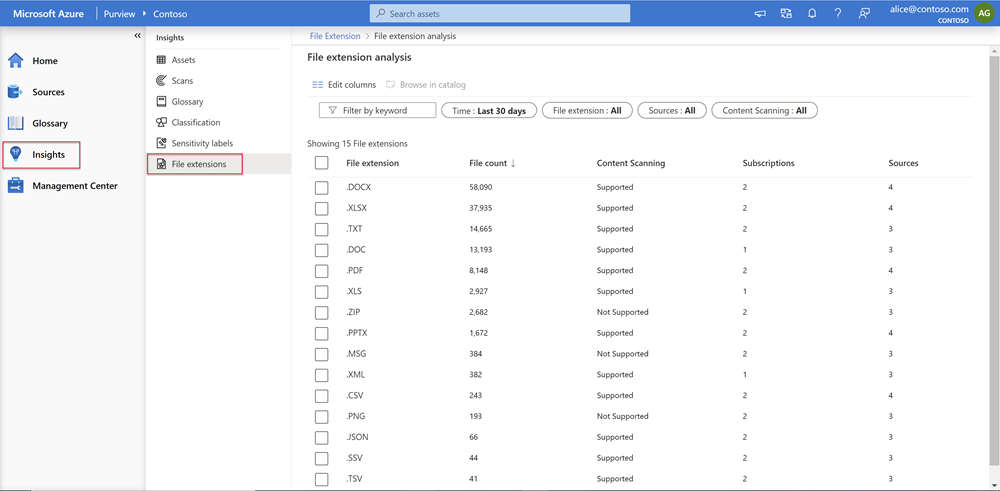 Microsoft Azure Purview Contoso Search assets alice@contoso.com CONTOSO AG
Home
Sources
Glossary
Insights
Management Center
Insights
Assets
Scans
Glossary
Classification
Sensitivity labels
File extensions
File Extension > File extension analysis
File extension analysis
Edit columns Browse in catalog
Filter by keyword Time : Last 30 days File extension : All Sources : All Content Scanning : All
Showing 15 File extensions
File extension File count ↓ Content Scanning Subscriptions Sources
.DOCX 58,090 Supported 2 4
.XLSX 37,935 Supported 2 4
.TXT 14,665 Supported 2 3
.DOC 13,193 Supported 1 3
.PDF 8,148 Supported 2 4
.XLS 2,927 Supported 1 3
.ZIP 2,682 Not Supported 2 3
.PPTX 1,672 Supported 2 4
.MSG 384 Not Supported 2 3
.XML 382 Supported 1 3
.CSV 243 Supported 2 4
.PNG 193 Not Supported 2 3
.JSON 66 Supported 2 3
.SSV 44 Supported 2 3
.TSV 41 Supported 2 3